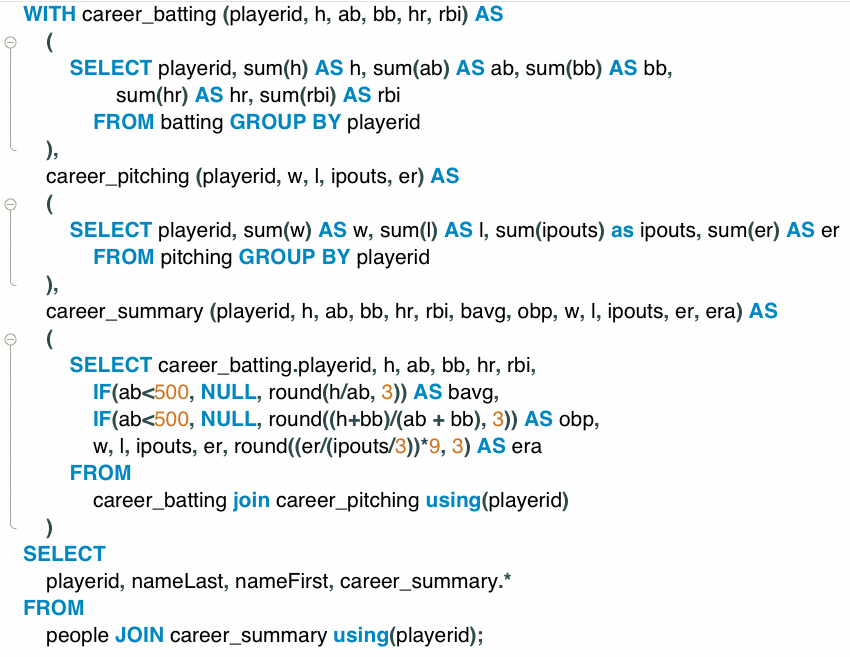 WITH career_batting (playerid, h, ab, bb, hr, rbi) AS
(
SELECT playerid, sum(h) AS h, sum(ab) AS ab, sum(bb) AS bb,
sum(hr) AS hr, sum(rbi) AS rbi
FROM batting GROUP BY playerid
),
career_pitching (playerid, w, l, ipouts, er) AS
(
SELECT playerid, sum(w) AS w, sum(l) AS l, sum(ipouts) as ipouts, sum(er) AS er
FROM pitching GROUP BY playerid
),
career_summary (playerid, h, ab, bb, hr, rbi, bavg, obp, w, l, ipouts, er, era) AS
(
SELECT career_batting.playerid, h, ab, bb, hr, rbi,
IF(ab<500, NULL, round(h/ab, 3)) AS bavg,
IF(ab<500, NULL, round((h+bb)/(ab + bb), 3)) AS obp,
w, l, ipouts, er, round((er/(ipouts/3))*9, 3) AS era
FROM
career_batting join career_pitching using(playerid)
)
SELECT
playerid, nameLast, nameFirst, career_summary.*
FROM
people JOIN career_summary using(playerid);